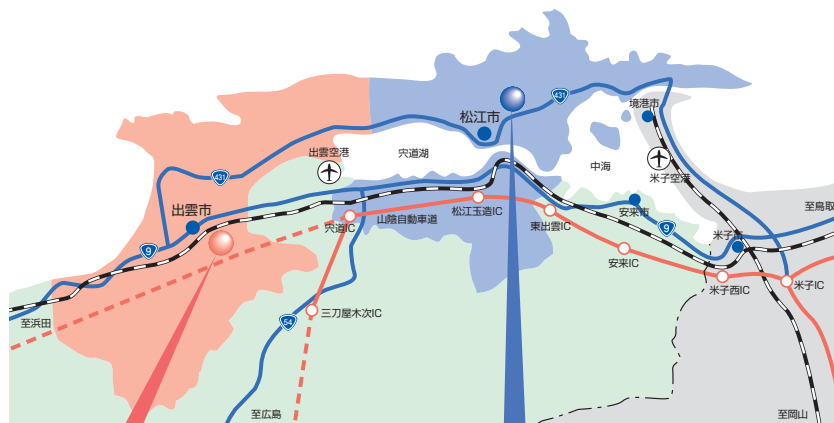 431
境港市
松江市
出雲空港
宍道湖
中海
米子空港
431
出雲市
宍道IC
山陰自動車道
松江玉造IC
東出雲IC
安来市
9
米子市
至鳥取
9
安来IC
米子西IC
米子IC
至浜田
54
三刀屋木次IC
至広島
至岡山